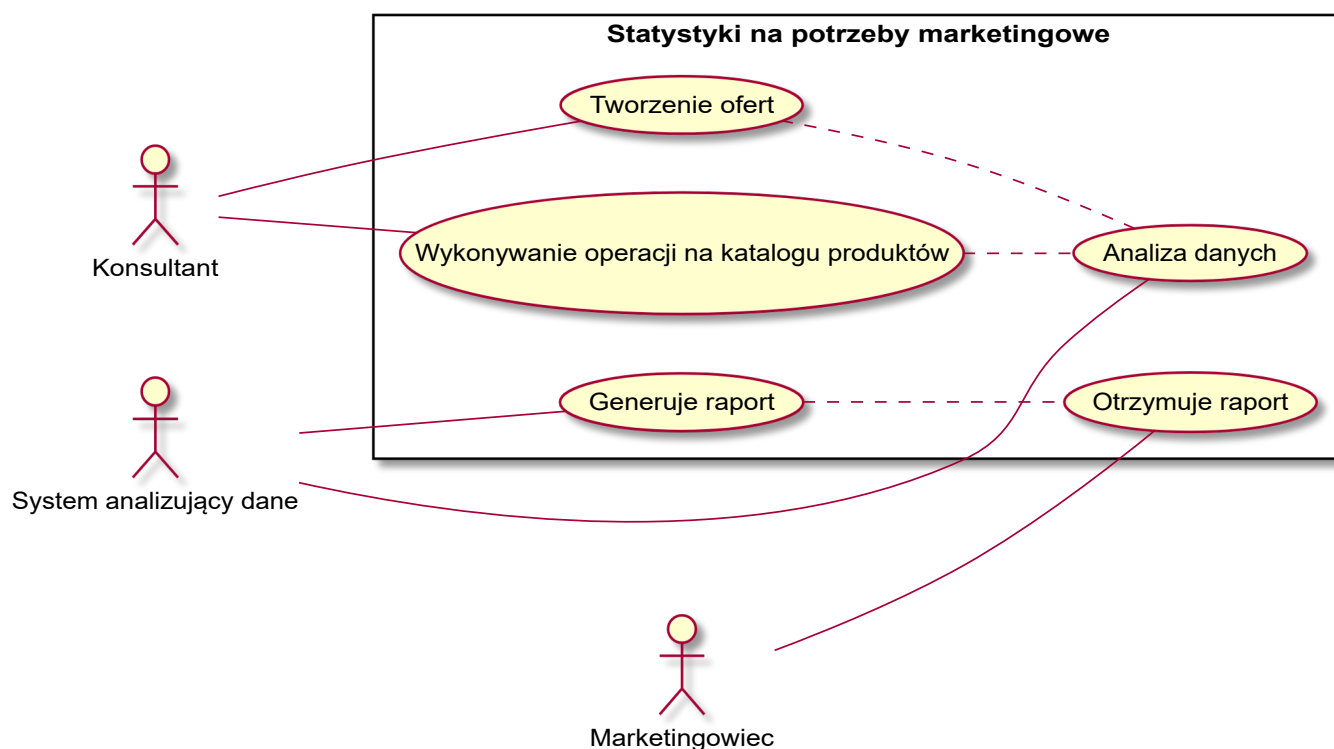 Statystyki na potrzeby marketingowe
Tworzenie ofert
Konsultant
Wykonywanie operacji na katalogu produktów
Analiza danych
System analizujący dane
Generuje raport
Otrzymuje raport
Marketingowiec